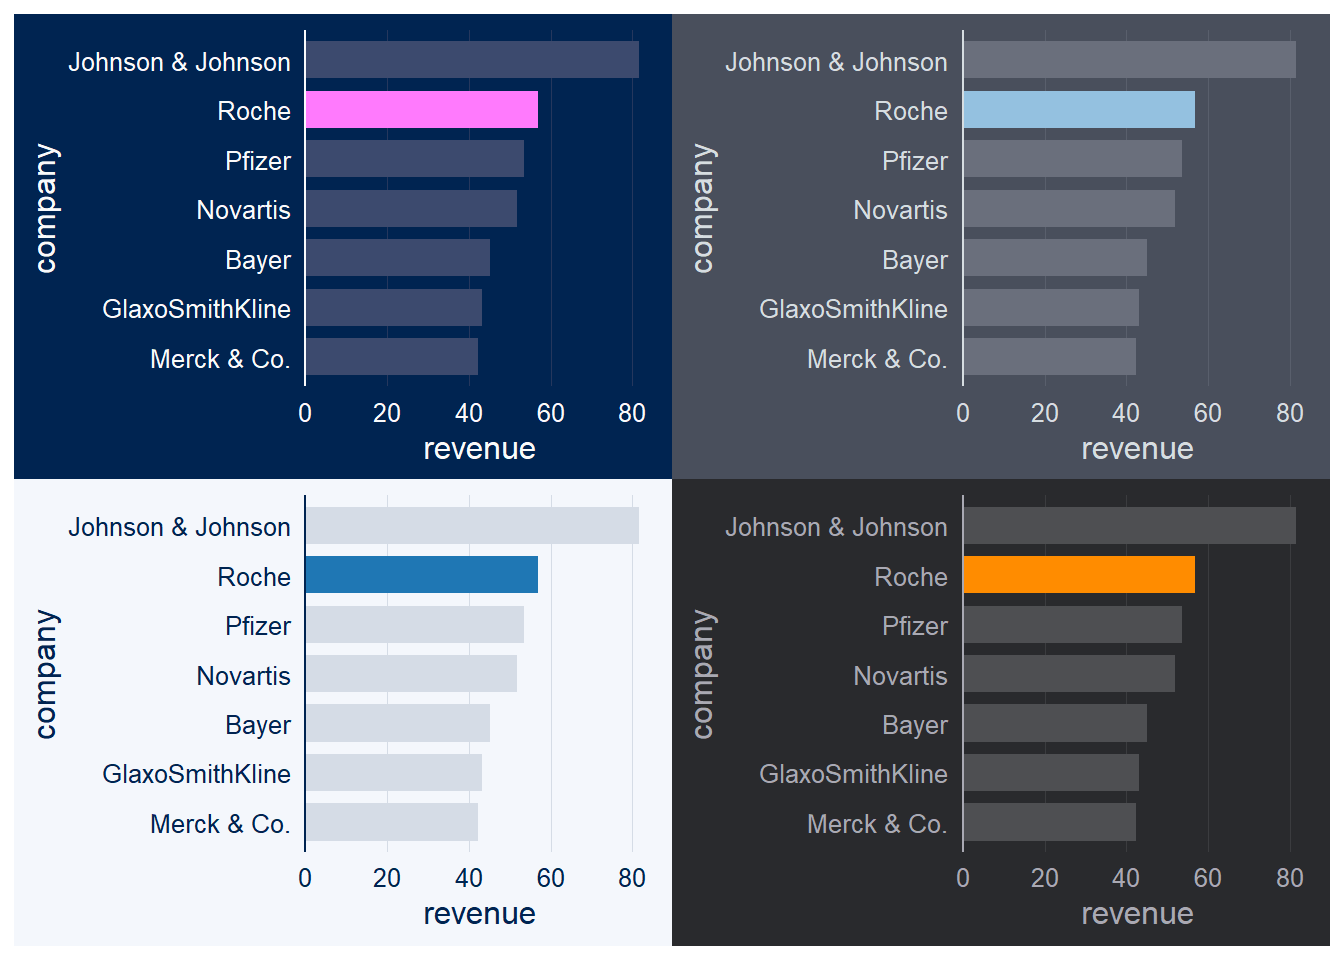 Johnson & Johnson
Roche
Pfizer
Novartis
Bayer
GlaxoSmithKline
Merck & Co.
company
0 20 40 60 80
revenue
Johnson & Johnson
Roche
Pfizer
Novartis
Bayer
GlaxoSmithKline
Merck & Co.
company
0 20 40 60 80
revenue
Johnson & Johnson
Roche
Pfizer
Novartis
Bayer
GlaxoSmithKline
Merck & Co.
company
0 20 40 60 80
revenue
Johnson & Johnson
Roche
Pfizer
Novartis
Bayer
GlaxoSmithKline
Merck & Co.
company
0 20 40 60 80
revenue